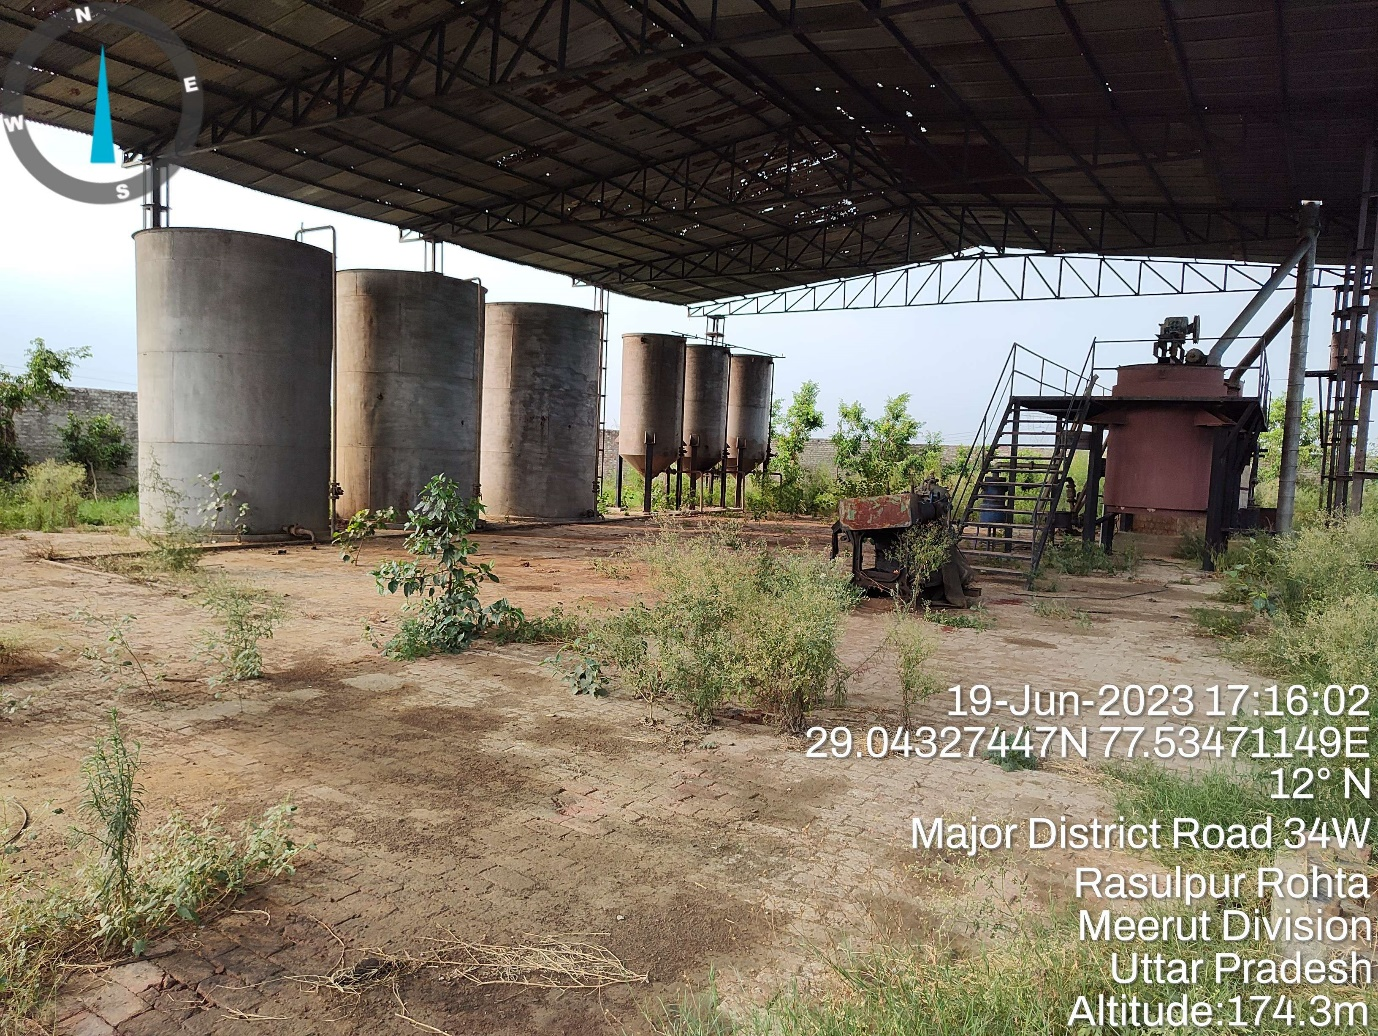 N
E
W
S
19-Jun-2023 17:16:02
29.04327447N 77.53471149E
12° N
Major District Road 34W
Rasulpur Rohta
Meerut Division
Uttar Pradesh
Altitude:174.3m